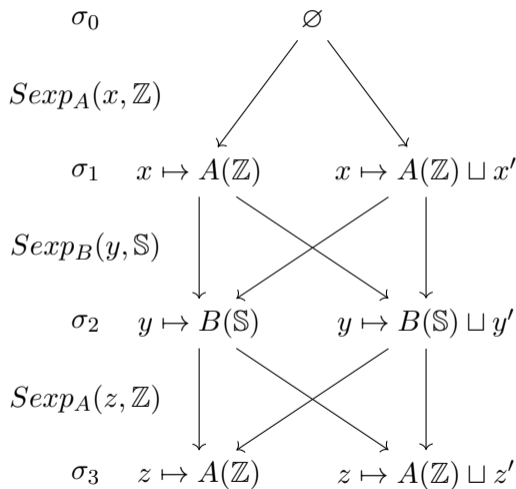 σ₀ ∅
Sexp_A(x, ℤ)
σ₁ x ↦ A(ℤ) x ↦ A(ℤ) ⊔ x′
Sexp_B(y, 𝕊)
σ₂ y ↦ B(𝕊) y ↦ B(𝕊) ⊔ y′
Sexp_A(z, ℤ)
σ₃ z ↦ A(ℤ) z ↦ A(ℤ) ⊔ z′